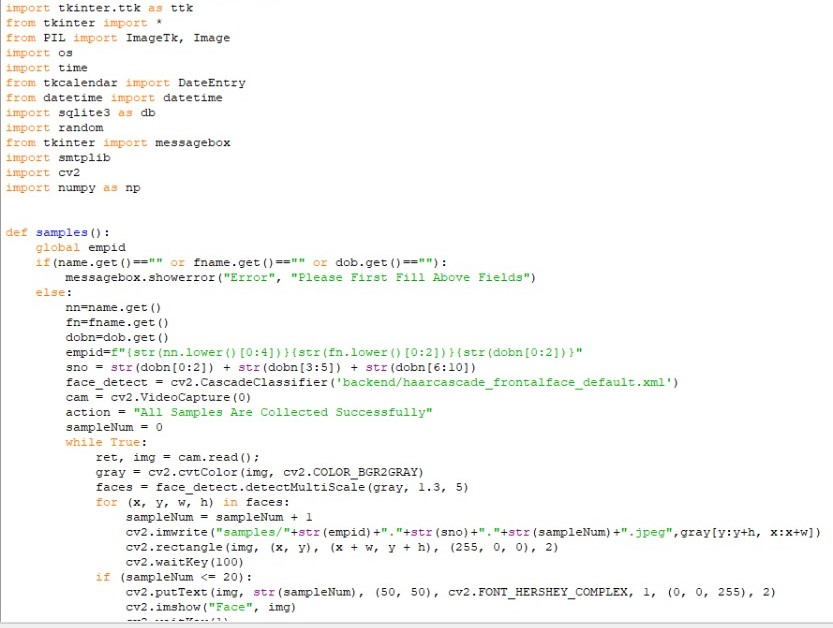 import tkinter.ttk as ttk
from tkinter import *
from PIL import ImageTk, Image
import os
import time
from tkcalendar import DateEntry
from datetime import datetime
import sqlite3 as db
import random
from tkinter import messagebox
import smtplib
import cv2
import numpy as np
def samples():
    global empid
    if(name.get()=="" or fname.get()=="" or dob.get()==""):
        messagebox.showerror("Error", "Please First Fill Above Fields")
    else:
        nn=name.get()
        fn=fname.get()
        dobn=dob.get()
        empid=f"{str(nn.lower()[0:4])}{str(fn.lower()[0:2])}{str(dobn[0:2])}"
        sno = str(dobn[0:2]) + str(dobn[3:5]) + str(dobn[6:10])
        face_detect = cv2.CascadeClassifier('backend/haarcascade_frontalface_default.xml')
        cam = cv2.VideoCapture(0)
        action = "All Samples Are Collected Successfully"
        sampleNum = 0
        while True:
            ret, img = cam.read();
            gray = cv2.cvtColor(img, cv2.COLOR_BGR2GRAY)
            faces = face_detect.detectMultiScale(gray, 1.3, 5)
            for (x, y, w, h) in faces:
                sampleNum = sampleNum + 1
                cv2.imwrite("samples/"+str(empid)+"."+str(sno)+"."+str(sampleNum)+".jpeg",gray[y:y+h, x:x+w])
                cv2.rectangle(img, (x, y), (x + w, y + h), (255, 0, 0), 2)
                cv2.waitKey(100)
            if (sampleNum <= 20):
                cv2.putText(img, str(sampleNum), (50, 50), cv2.FONT_HERSHEY_COMPLEX, 1, (0, 0, 255), 2)
                cv2.imshow("Face", img)